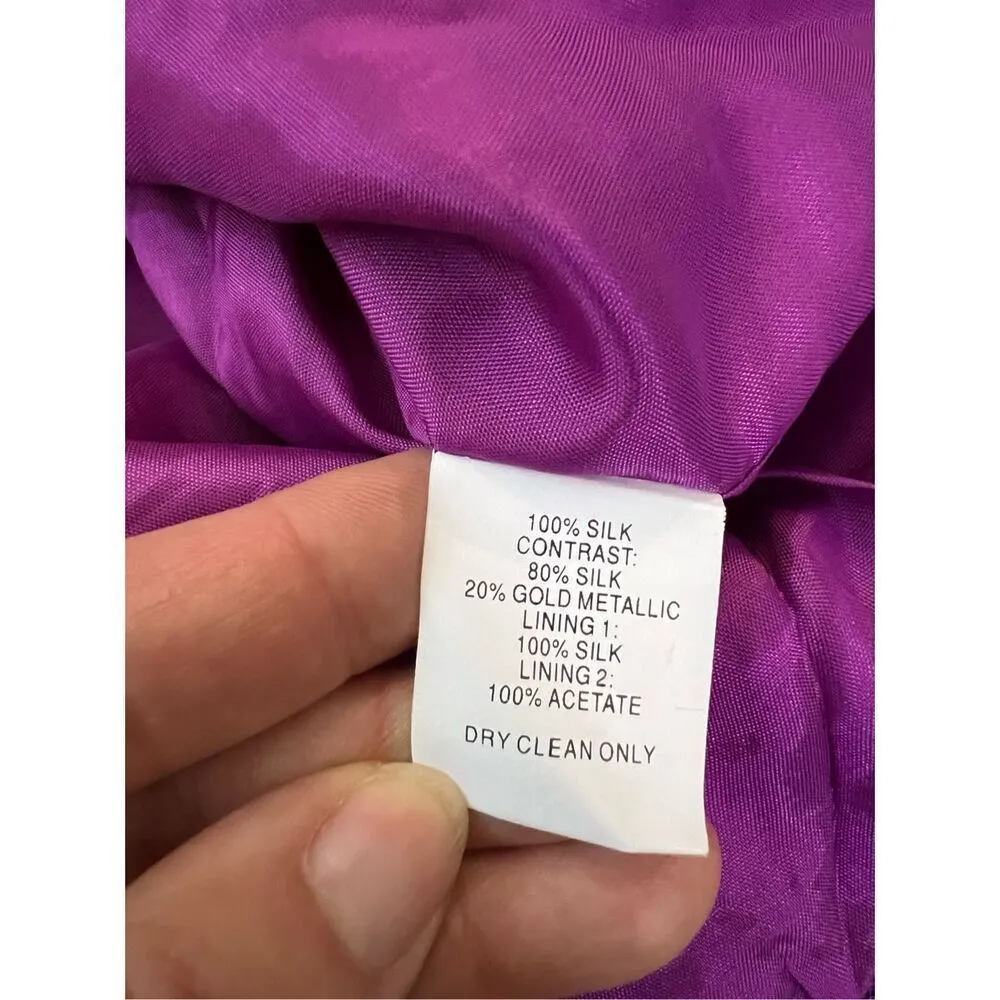 100% SILK
CONTRAST:
80% SILK
20% GOLD METALLIC
LINING 1:
100% SILK
LINING 2:
100% ACETATE
DRY CLEAN ONLY